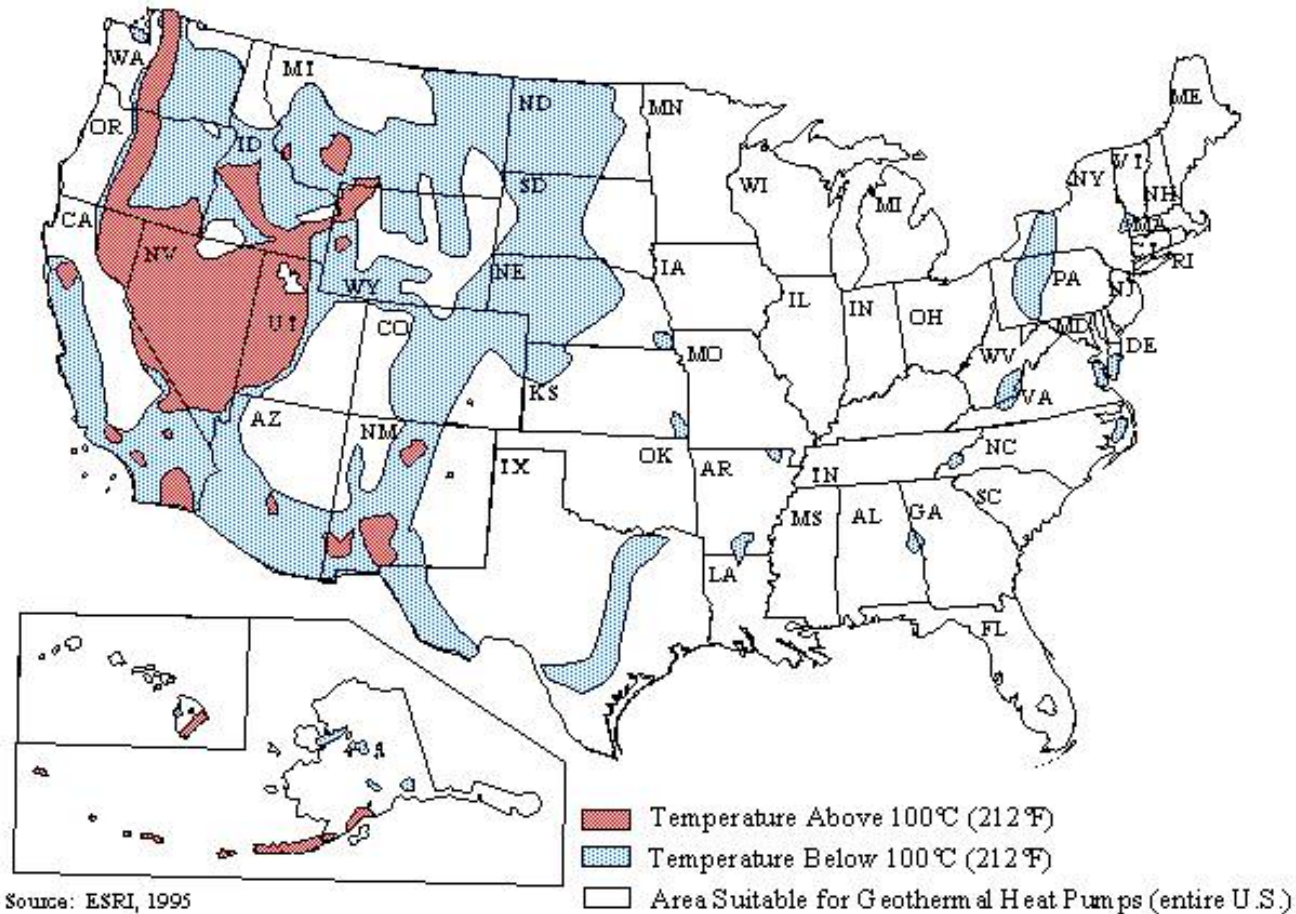 WA
MI
ND
MN
ME
OR
ID
SD
WI
MI
NY
VT
NH
MA
RI
CA
NV
WY
NE
IA
PA
NJ
UT
CO
IL
IN
OH
MD
DE
WV
VA
KS
MO
AZ
NM
TX
OK
AR
TN
NC
SC
MS
AL
GA
LA
FL
Temperature Above 100°C (212°F)
Temperature Below 100°C (212°F)
Area Suitable for Geothermal Heat Pumps (entire U.S.)
Source: ESRI, 1995